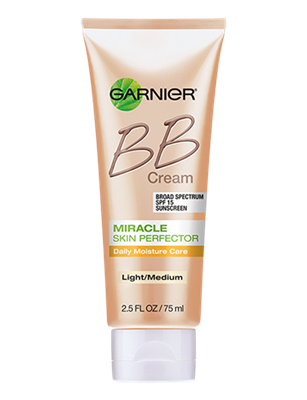 GARNIER
BB
Cream
BROAD SPECTRUM
SPF 15
SUNSCREEN
MIRACLE
SKIN PERFECTOR
Daily Moisture Care
Light/Medium
2.5 FL OZ / 75 ml